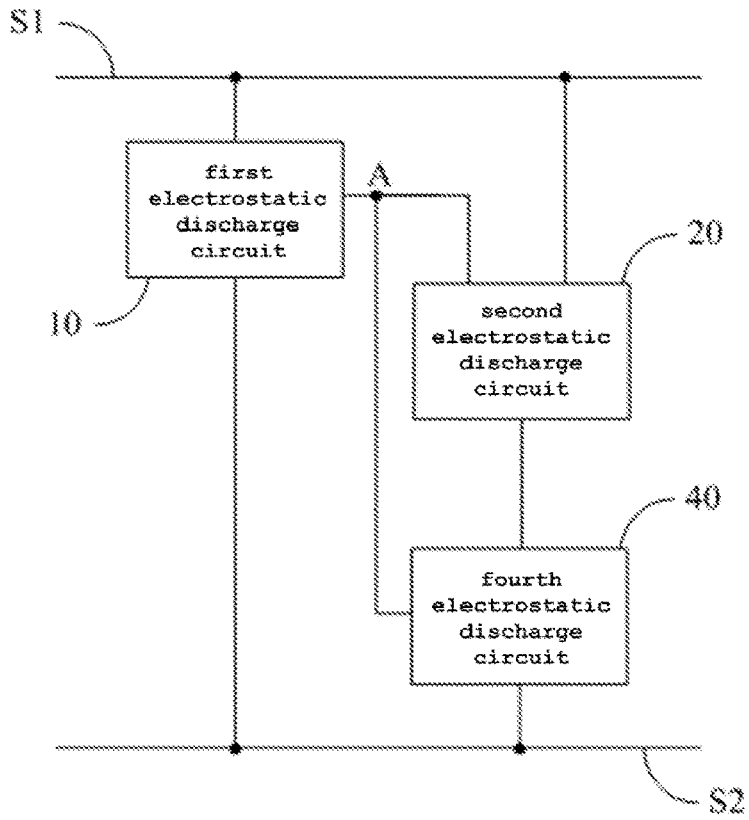 S1
first
electrostatic
discharge
circuit
A
10
20
second
electrostatic
discharge
circuit
40
fourth
electrostatic
discharge
circuit
S2